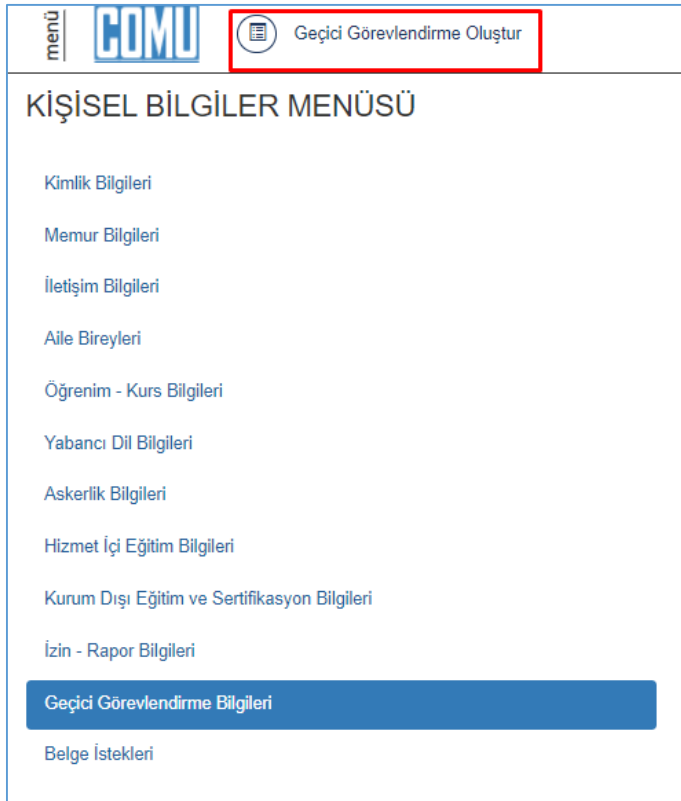 menü
COMU
Geçici Görevlendirme Oluştur
KİŞİSEL BİLGİLER MENÜSÜ
Kimlik Bilgileri
Memur Bilgileri
İletişim Bilgileri
Aile Bireyleri
Öğrenim - Kurs Bilgileri
Yabancı Dil Bilgileri
Askerlik Bilgileri
Hizmet İçi Eğitim Bilgileri
Kurum Dışı Eğitim ve Sertifikasyon Bilgileri
İzin - Rapor Bilgileri
Geçici Görevlendirme Bilgileri
Belge İstekleri